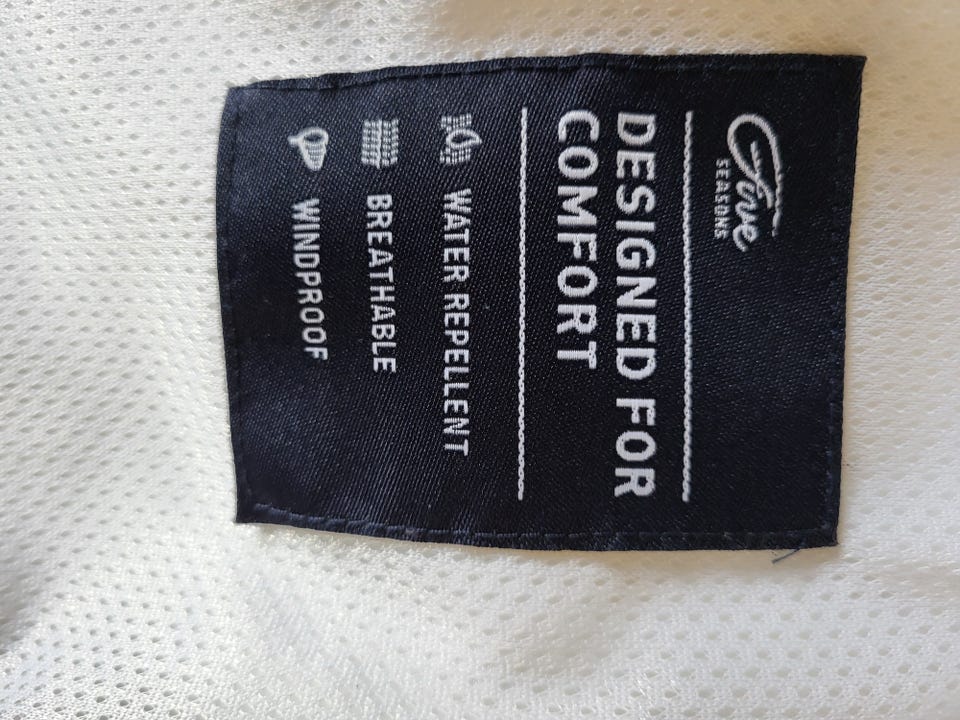 Five
SEASONS
DESIGNED FOR
COMFORT
WATER REPELLENT
BREATHABLE
WINDPROOF